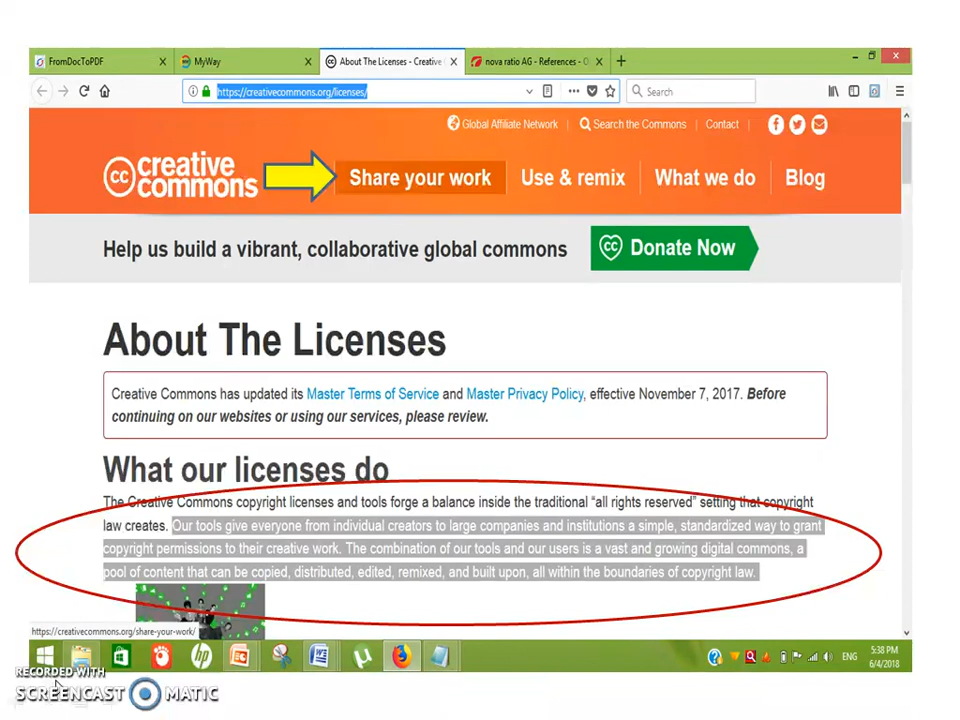 FromDocToPDF
MyWay
About The Licenses - Creative C
nova ratio AG - References - O
https://creativecommons.org/licenses/
Search
Global Affiliate Network
Search the Commons
Contact
cc creative commons
Share your work
Use & remix
What we do
Blog
Help us build a vibrant, collaborative global commons
cc Donate Now
About The Licenses
Creative Commons has updated its Master Terms of Service and Master Privacy Policy, effective November 7, 2017. Before
continuing on our websites or using our services, please review.
What our licenses do
The Creative Commons copyright licenses and tools forge a balance inside the traditional “all rights reserved” setting that copyright
law creates. Our tools give everyone from individual creators to large companies and institutions a simple, standardized way to grant
copyright permissions to their creative work. The combination of our tools and our users is a vast and growing digital commons, a
pool of content that can be copied, distributed, edited, remixed, and built upon, all within the boundaries of copyright law.
https://creativecommons.org/share-your-work/
hp
ENG
5:38 PM
6/4/2018
RECORDED WITH
SCREENCAST MATIC